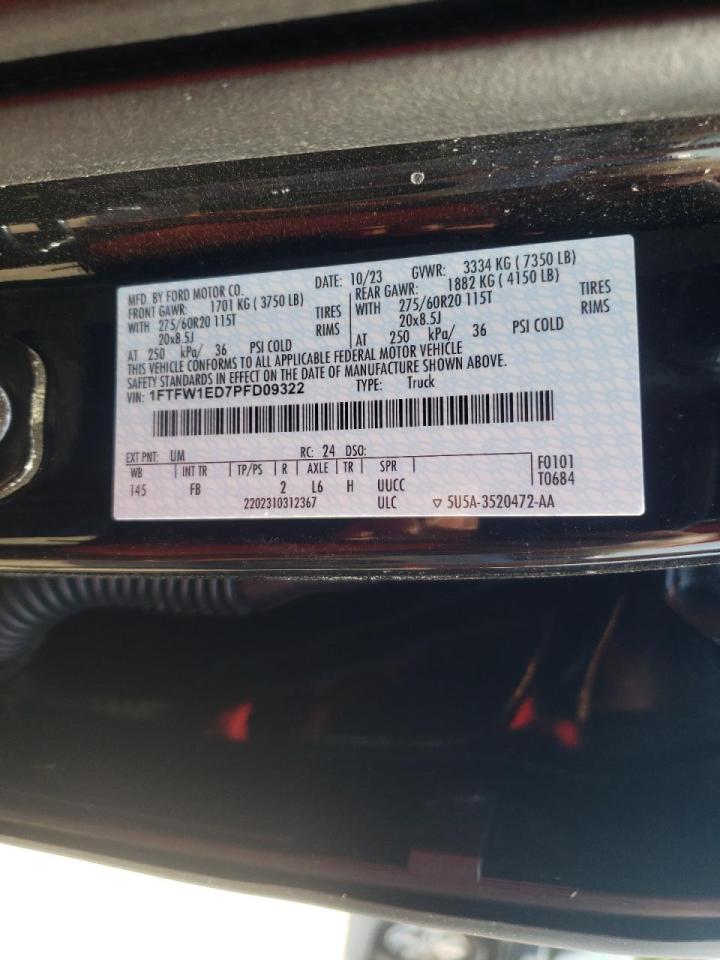 MFD. BY FORD MOTOR CO. DATE: 10/23 GVWR: 3334 KG ( 7350 LB)
FRONT GAWR: 1701 KG ( 3750 LB) REAR GAWR: 1882 KG ( 4150 LB)
WITH 275/60R20 115T TIRES WITH 275/60R20 115T TIRES
20x8.5J RIMS 20x8.5J RIMS
AT 250 kPa/ 36 PSI COLD AT 250 kPa/ 36 PSI COLD
THIS VEHICLE CONFORMS TO ALL APPLICABLE FEDERAL MOTOR VEHICLE
SAFETY STANDARDS IN EFFECT ON THE DATE OF MANUFACTURE SHOWN ABOVE.
VIN: 1FTFW1ED7PFD09322 TYPE: Truck
EXT PNT: UM RC: 24 DSO: F0101
WB INT TR TP/PS R AXLE TR SPR T0684
145 FB 2 L6 H UUCC
2202310312367 ULC ▽ 5U5A-3520472-AA